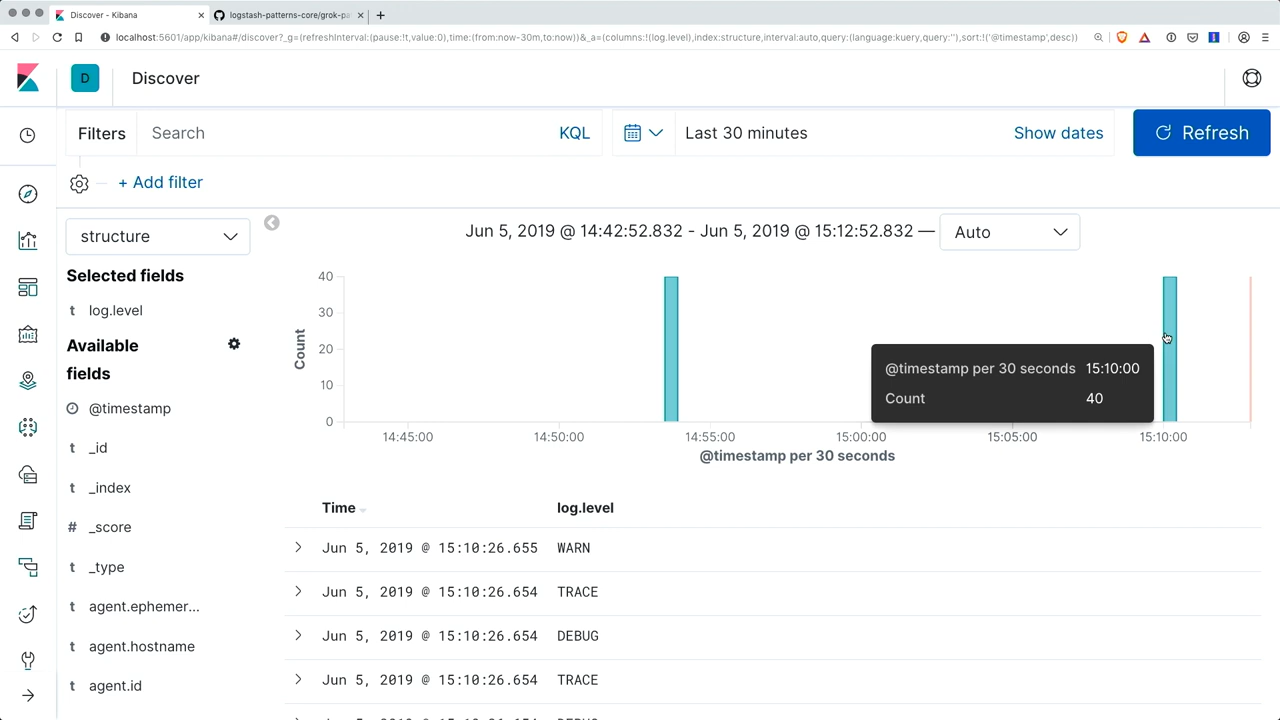 Discover - Kibana
logstash-patterns-core/grok-pa
localhost:5601/app/kibana#/discover?_g=(refreshInterval:(pause:!t,value:0),time:(from:now-30m,to:now))&_a=(columns:!(log.level),index:structure,interval:auto,query:(language:kuery,query:''),sort:!('@timestamp',desc))
D
Discover
Filters
Search
KQL
Last 30 minutes
Show dates
Refresh
+ Add filter
structure
Jun 5, 2019 @ 14:42:52.832 - Jun 5, 2019 @ 15:12:52.832 —
Auto
Selected fields
t log.level
Available
fields
@timestamp
t _id
t _index
# _score
t _type
t agent.ephemer...
t agent.hostname
t agent.id
Count
40
30
20
10
0
14:45:00
14:50:00
14:55:00
15:00:00
15:05:00
15:10:00
@timestamp per 30 seconds
@timestamp per 30 seconds 15:10:00
Count 40
Time log.level
Jun 5, 2019 @ 15:10:26.655 WARN
Jun 5, 2019 @ 15:10:26.654 TRACE
Jun 5, 2019 @ 15:10:26.654 DEBUG
Jun 5, 2019 @ 15:10:26.654 TRACE